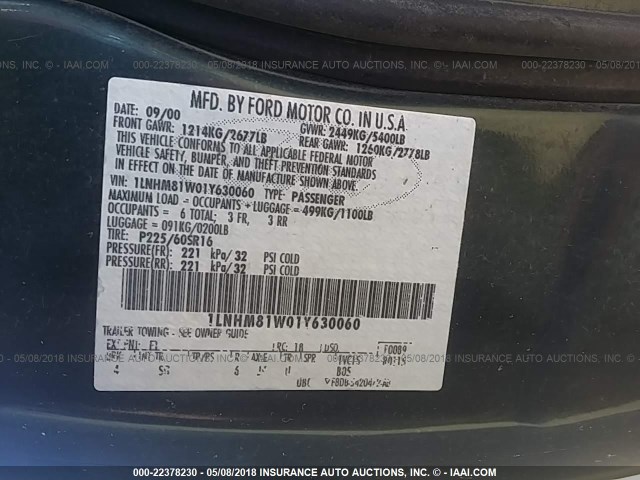 000-22378230 - 05/08/2018 INSURANCE AUTO AUCTIONS, INC. - © IAAI.COM
MFD. BY FORD MOTOR CO. IN U.S.A.
DATE: 09/00 GVWR: 2449KG/5400LB
FRONT GAWR: 1214KG/2677LB REAR GAWR: 1260KG/2778LB
THIS VEHICLE CONFORMS TO ALL APPLICABLE FEDERAL MOTOR
VEHICLE SAFETY, BUMPER, AND THEFT PREVENTION STANDARDS
IN EFFECT ON THE DATE OF MANUFACTURE SHOWN ABOVE.
VIN: 1LNHM81W01Y630060 TYPE: PASSENGER
MAXIMUM LOAD = OCCUPANTS + LUGGAGE = 499KG/1100LB
OCCUPANTS = 6 TOTAL; 3 FR, 3 RR
LUGGAGE = 091KG/0200LB
TIRE: P225/60SR16
PRESSURE(FR): 221 kPa/32 PSI COLD
PRESSURE(RR): 221 kPa/32 PSI COLD
1LNHM81W01Y630060
TRAILER TOWING - SEE OWNER GUIDE